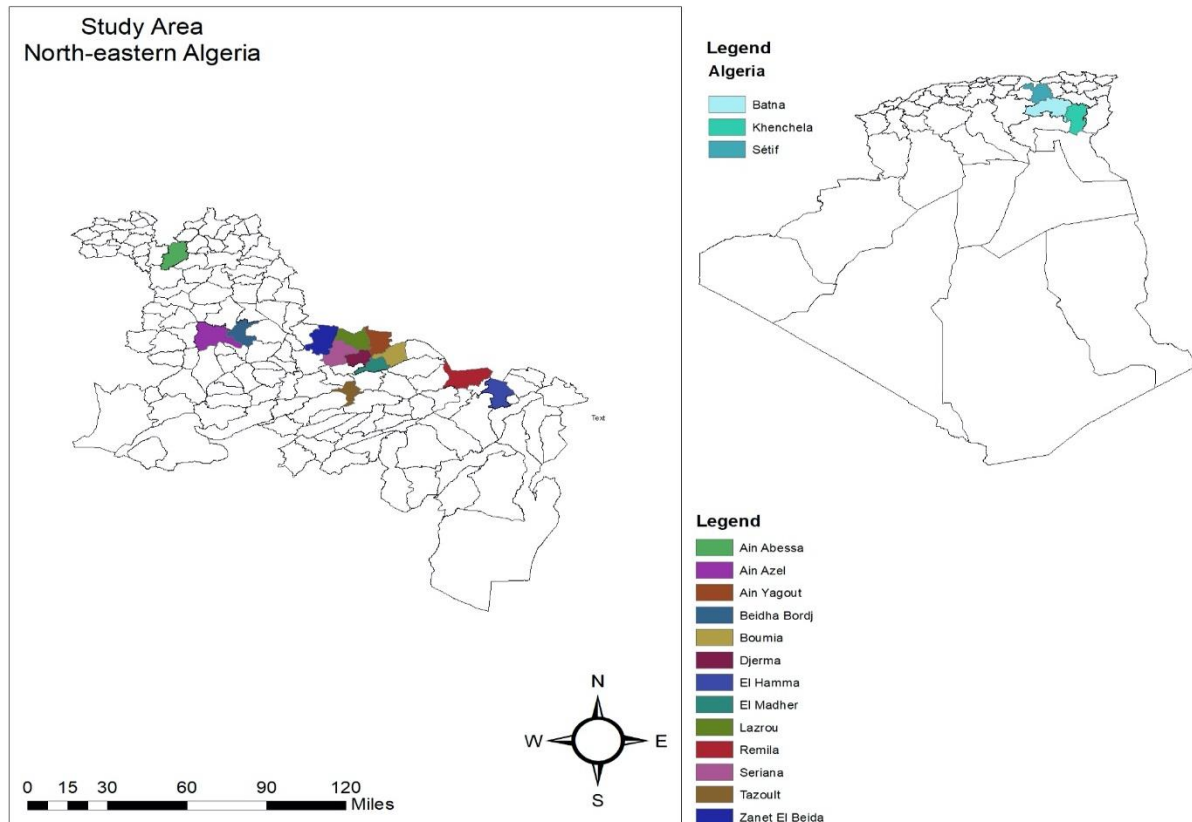 Study Area
North-eastern Algeria
Text
N
W
E
S
0 15 30 60 90 120
Miles
Legend
Algeria
Batna
Khenchela
Sétif
Legend
Ain Abessa
Ain Azel
Ain Yagout
Beidha Bordj
Boumia
Djerma
El Hamma
El Madher
Lazrou
Remila
Seriana
Tazoult
Zanet El Beida